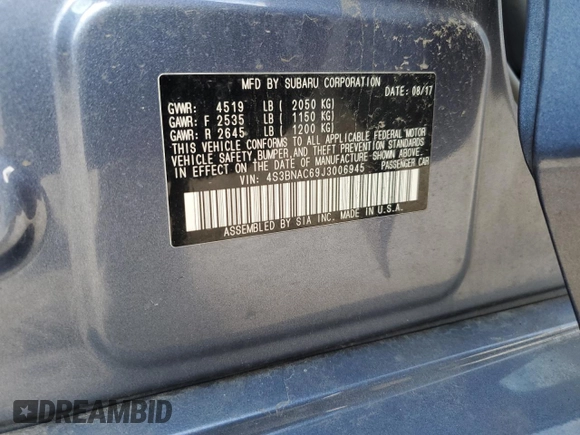 MFD BY SUBARU CORPORATION
DATE: 08/17
GVWR: 4519 LB ( 2050 KG)
GAWR: F 2535 LB ( 1150 KG)
GAWR: R 2645 LB ( 1200 KG)
THIS VEHICLE CONFORMS TO ALL APPLICABLE FEDERAL MOTOR
VEHICLE SAFETY, BUMPER, AND THEFT PREVENTION STANDARDS
IN EFFECT ON THE DATE OF MANUFACTURE SHOWN ABOVE.
VIN: 4S3BNAC69J3006945 PASSENGER CAR
ASSEMBLED BY SIA INC. MADE IN U.S.A.
DREAMBID